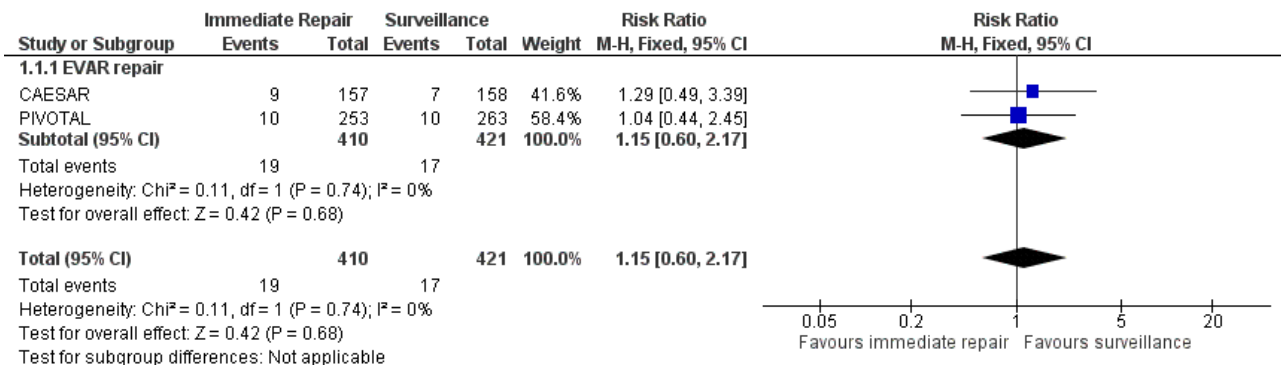 Immediate Repair Surveillance Risk Ratio Risk Ratio
Study or Subgroup Events Total Events Total Weight M-H, Fixed, 95% CI M-H, Fixed, 95% CI
1.1.1 EVAR repair
CAESAR 9 157 7 158 41.6% 1.29 [0.49, 3.39]
PIVOTAL 10 253 10 263 58.4% 1.04 [0.44, 2.45]
Subtotal (95% CI) 410 421 100.0% 1.15 [0.60, 2.17]
Total events 19 17
Heterogeneity: Chi² = 0.11, df = 1 (P = 0.74); I² = 0%
Test for overall effect: Z = 0.42 (P = 0.68)
Total (95% CI) 410 421 100.0% 1.15 [0.60, 2.17]
Total events 19 17
Heterogeneity: Chi² = 0.11, df = 1 (P = 0.74); I² = 0%
Test for overall effect: Z = 0.42 (P = 0.68)
Test for subgroup differences: Not applicable
0.05 0.2 1 5 20
Favours immediate repair Favours surveillance